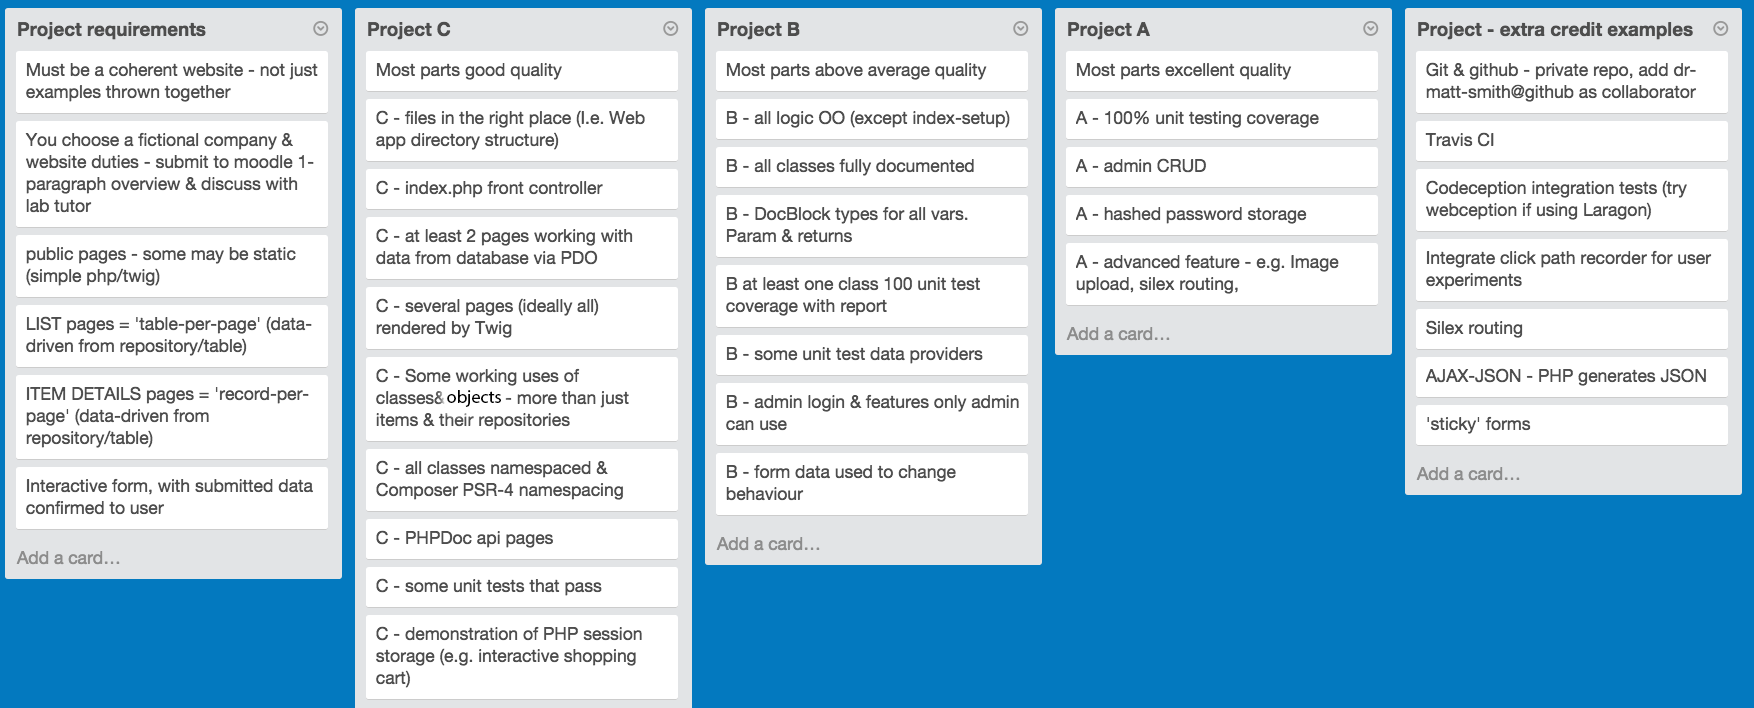 Project requirements
Must be a coherent website - not just
examples thrown together
You choose a fictional company &
website duties - submit to moodle 1-
paragraph overview & discuss with
lab tutor
public pages - some may be static
(simple php/twig)
LIST pages = 'table-per-page' (data-
driven from repository/table)
ITEM DETAILS pages = 'record-per-
page' (data-driven from
repository/table)
Interactive form, with submitted data
confirmed to user
Add a card…
Project C
Most parts good quality
C - files in the right place (I.e. Web
app directory structure)
C - index.php front controller
C - at least 2 pages working with
data from database via PDO
C - several pages (ideally all)
rendered by Twig
C - Some working uses of
classes& objects - more than just
items & their repositories
C - all classes namespaced &
Composer PSR-4 namespacing
C - PHPDoc api pages
C - some unit tests that pass
C - demonstration of PHP session
storage (e.g. interactive shopping
cart)
Project B
Most parts above average quality
B - all logic OO (except index-setup)
B - all classes fully documented
B - DocBlock types for all vars.
Param & returns
B at least one class 100 unit test
coverage with report
B - some unit test data providers
B - admin login & features only admin
can use
B - form data used to change
behaviour
Add a card…
Project A
Most parts excellent quality
A - 100% unit testing coverage
A - admin CRUD
A - hashed password storage
A - advanced feature - e.g. Image
upload, silex routing,
Add a card…
Project - extra credit examples
Git & github - private repo, add dr-
matt-smith@github as collaborator
Travis CI
Codeception integration tests (try
webception if using Laragon)
Integrate click path recorder for user
experiments
Silex routing
AJAX-JSON - PHP generates JSON
'sticky' forms
Add a card…